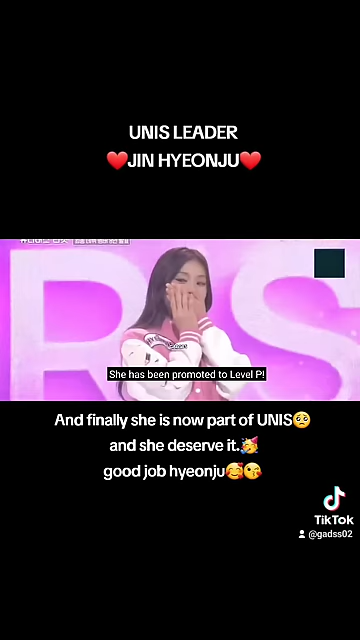 UNIS LEADER
❤️JIN HYEONJU❤️
RS
She has been promoted to Level P!
And finally she is now part of UNIS🥺
and she deserve it.🥳
good job hyeonju🥰😘
TikTok
@gadss02